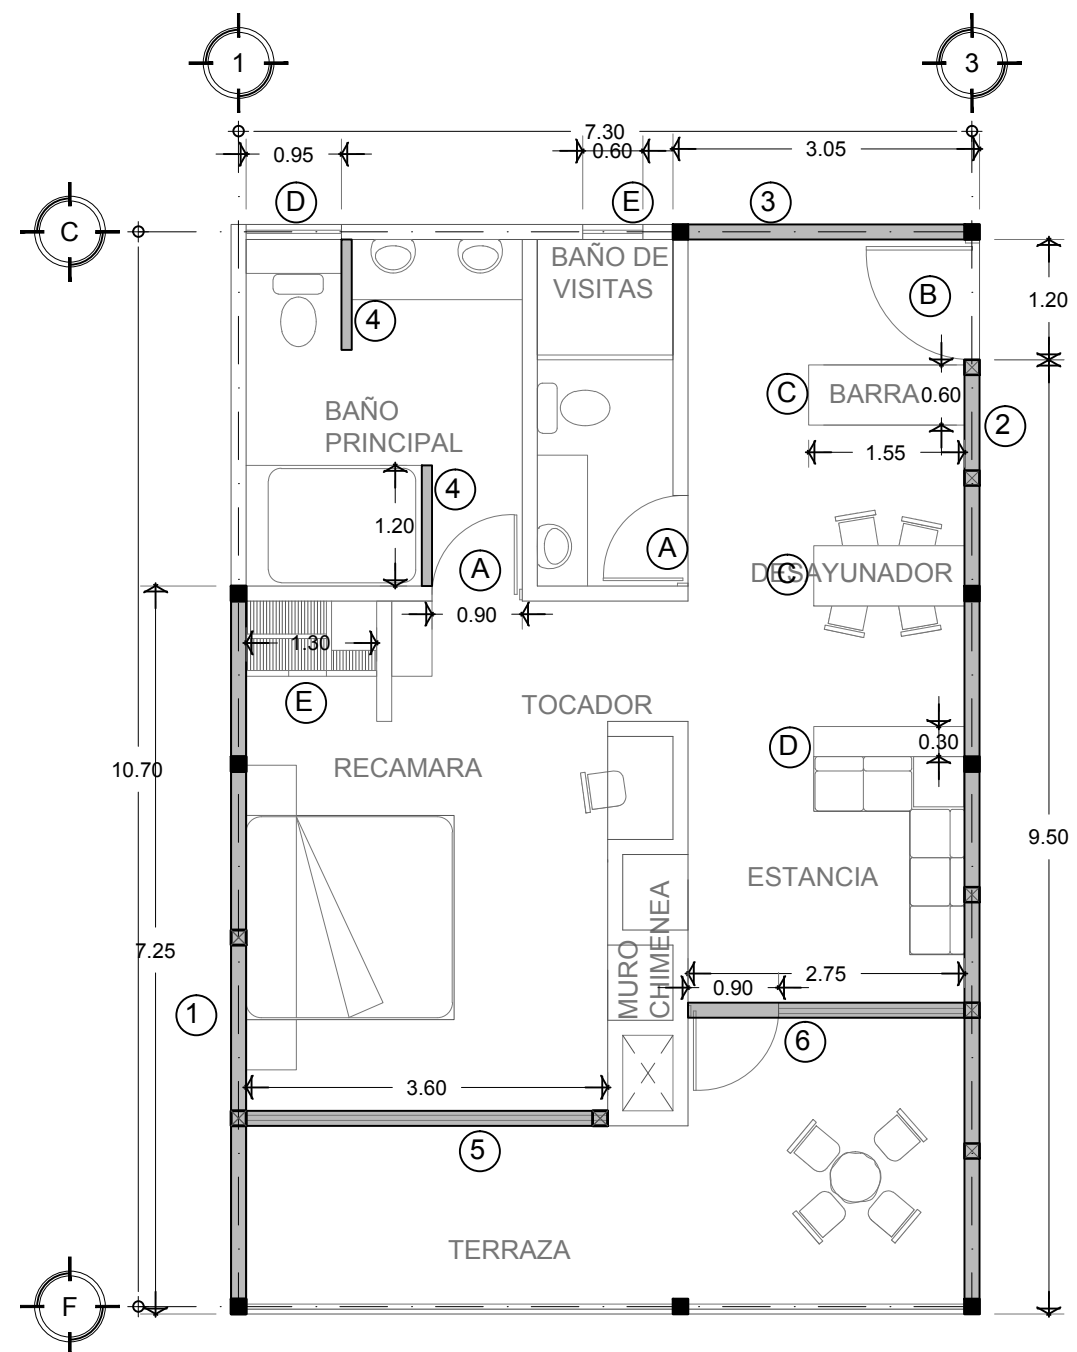 1
3
7.30
0.95
0.60
3.05
D
E
3
C
BAÑO DE
VISITAS
B
1.20
4
C
BARRA
0.60
BAÑO
PRINCIPAL
2
1.55
4
1.20
A
A
DESAYUNADOR
C
0.90
1.30
E
TOCADOR
D
0.30
RECAMARA
10.70
9.50
ESTANCIA
MURO
CHIMENEA
7.25
2.75
0.90
1
6
3.60
5
TERRAZA
F